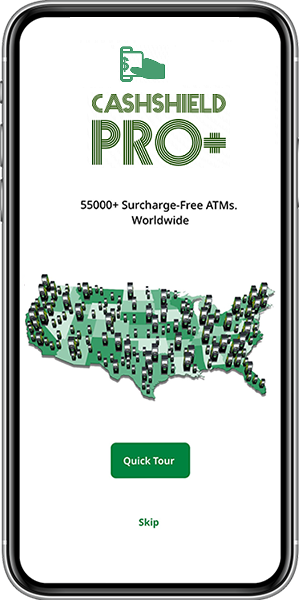 CASHSHIELD
PRO+
55000+ Surcharge-Free ATMs.
Worldwide
Quick Tour
Skip